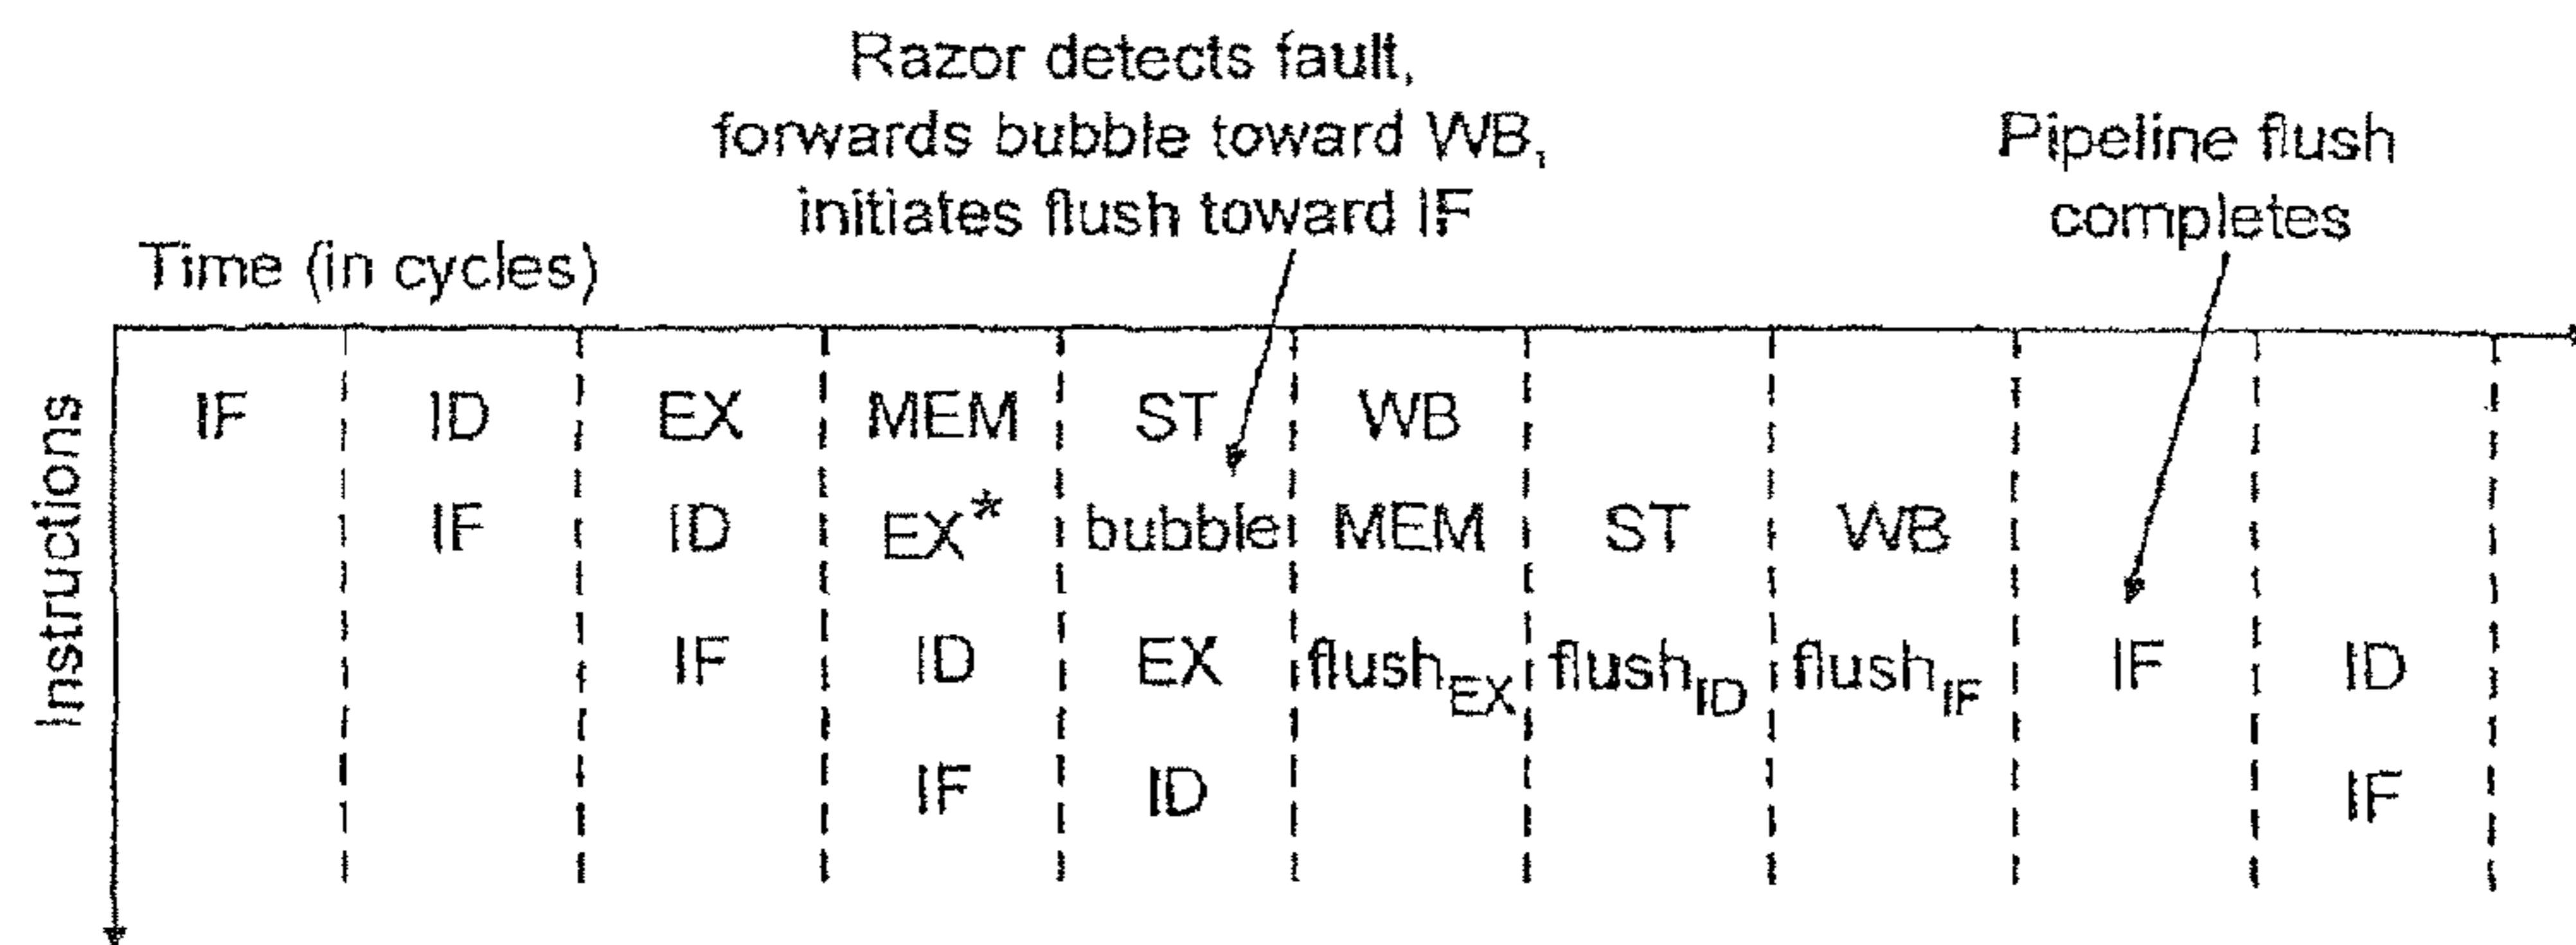 Razor detects fault,
forwards bubble toward WB,
initiates flush toward IF
Pipeline flush
completes
Time (in cycles)
Instructions
IF ID EX MEM ST WB
IF ID EX* bubble MEM ST WB
IF ID EX flushEX flushID flushIF IF ID
IF ID IF